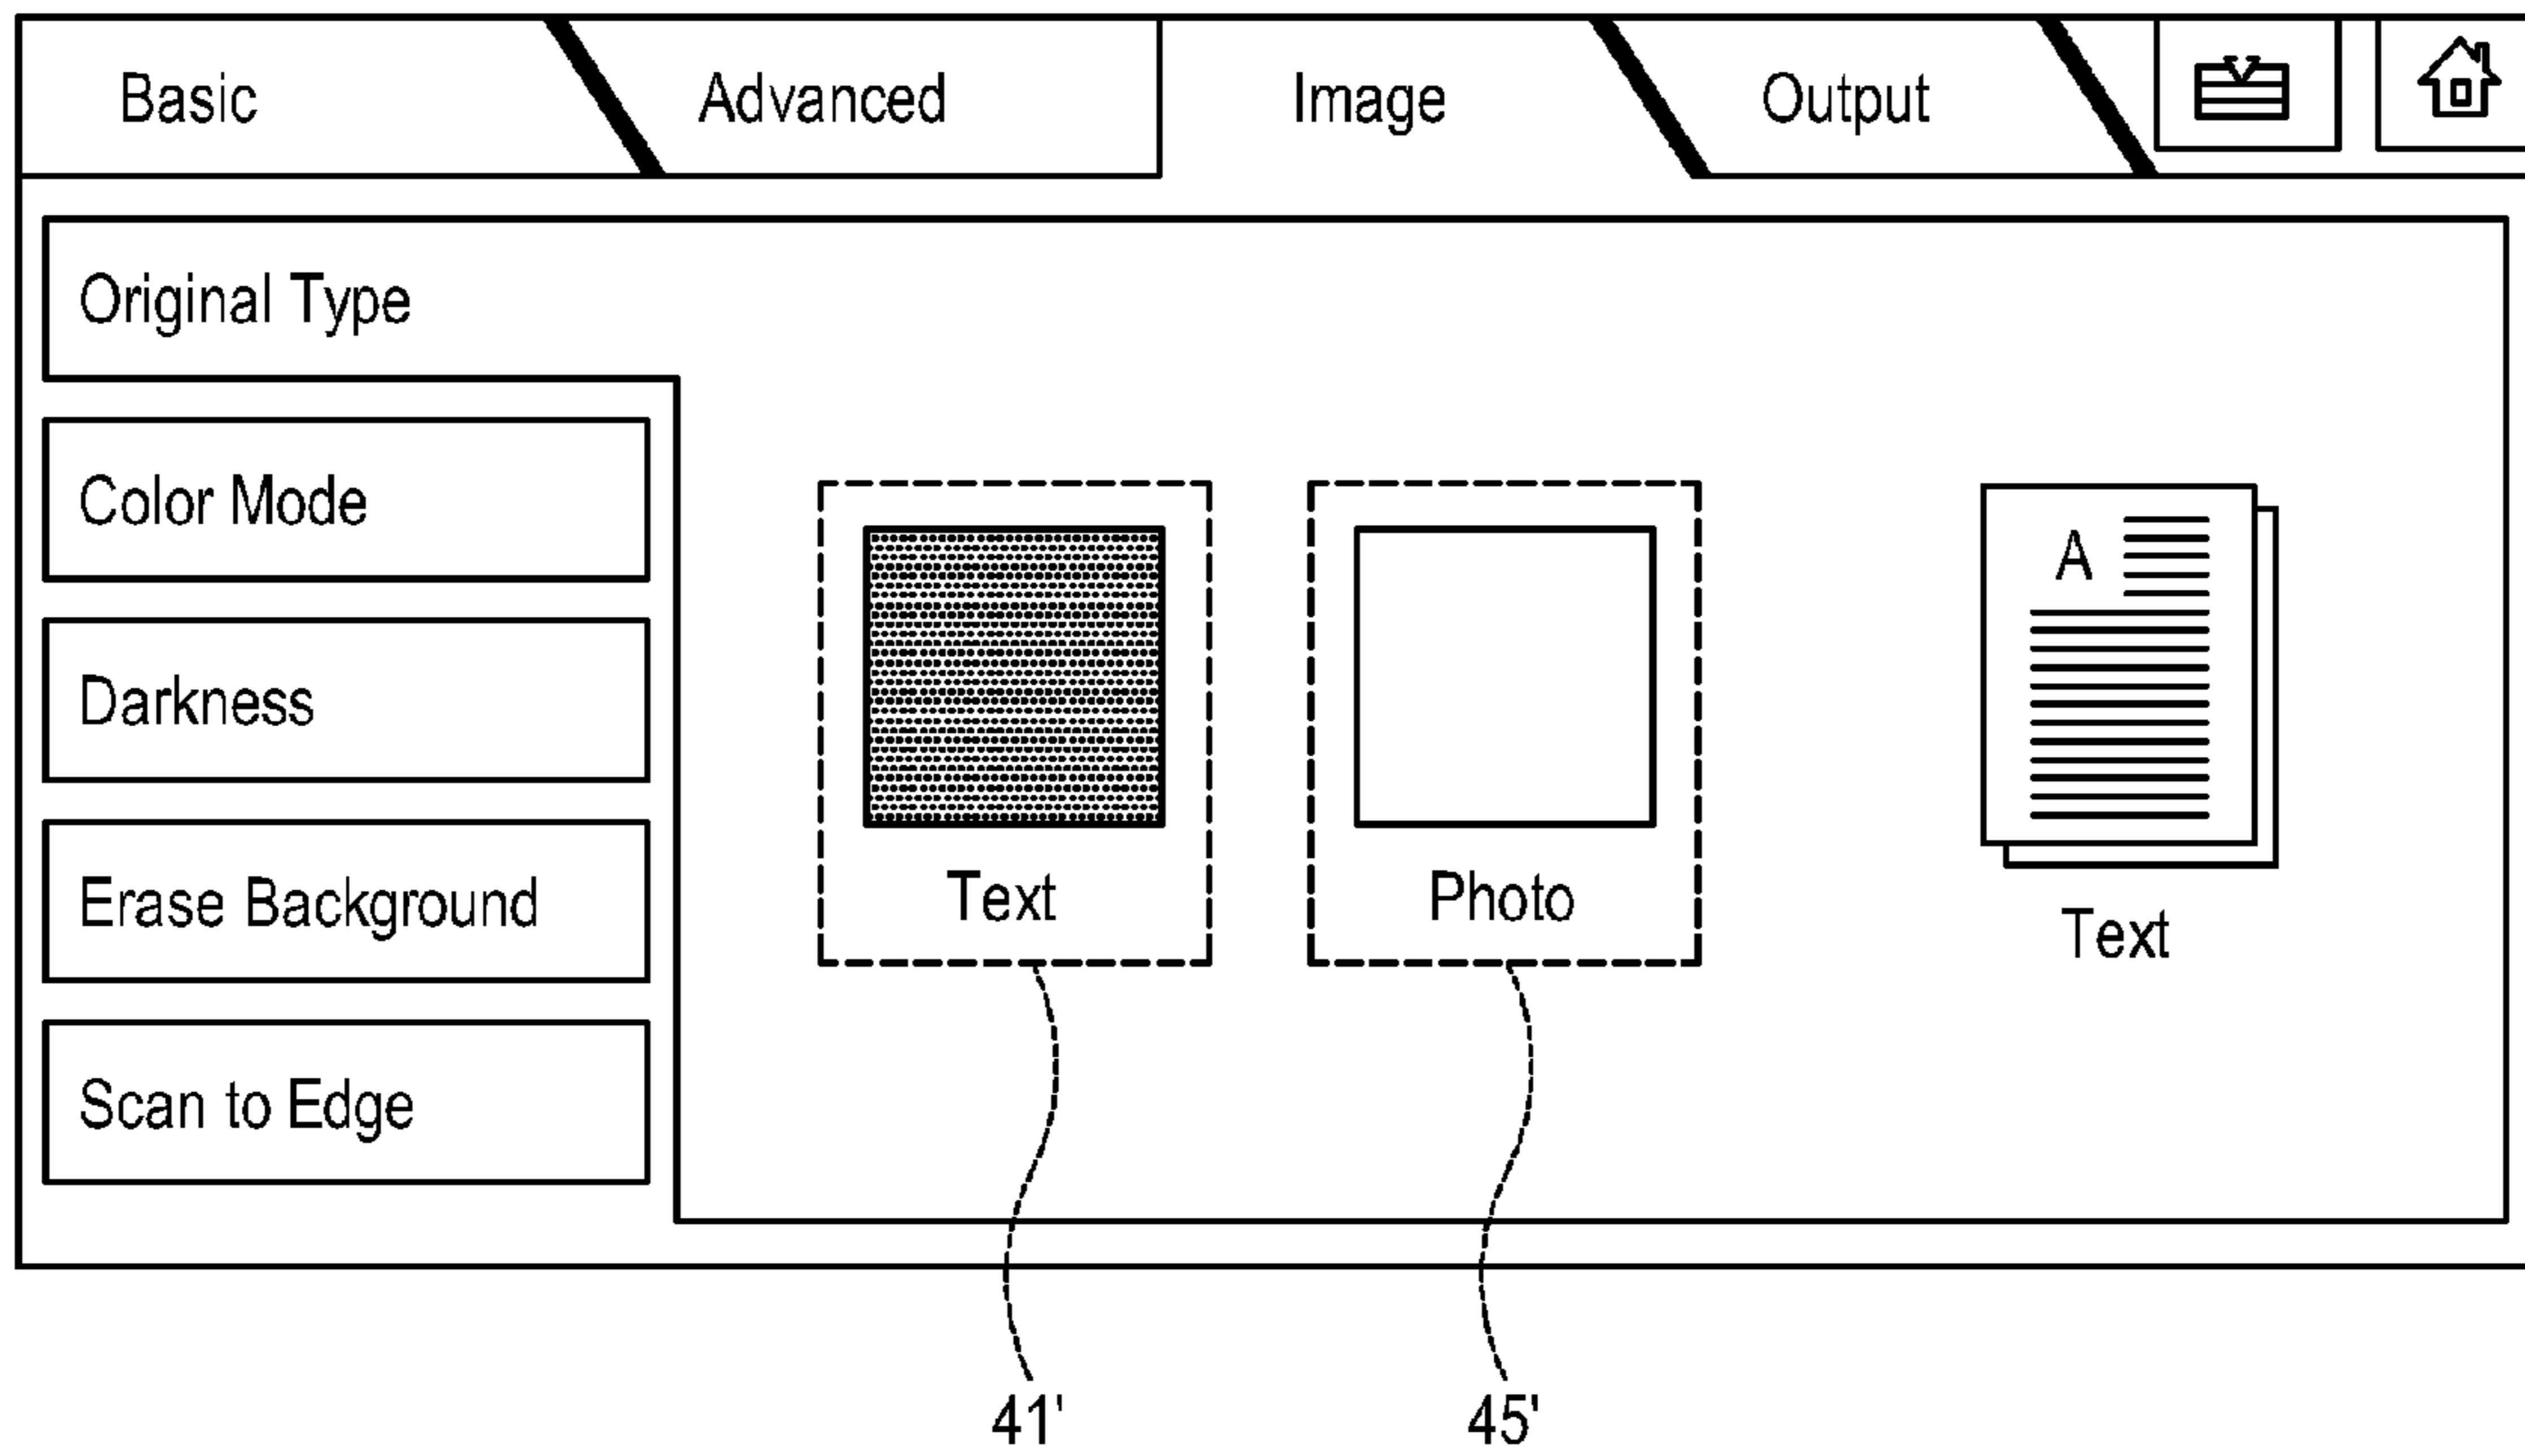 Basic
Advanced
Image
Output
Original Type
Color Mode
Darkness
Erase Background
Scan to Edge
Text
Photo
A
Text
41'
45'